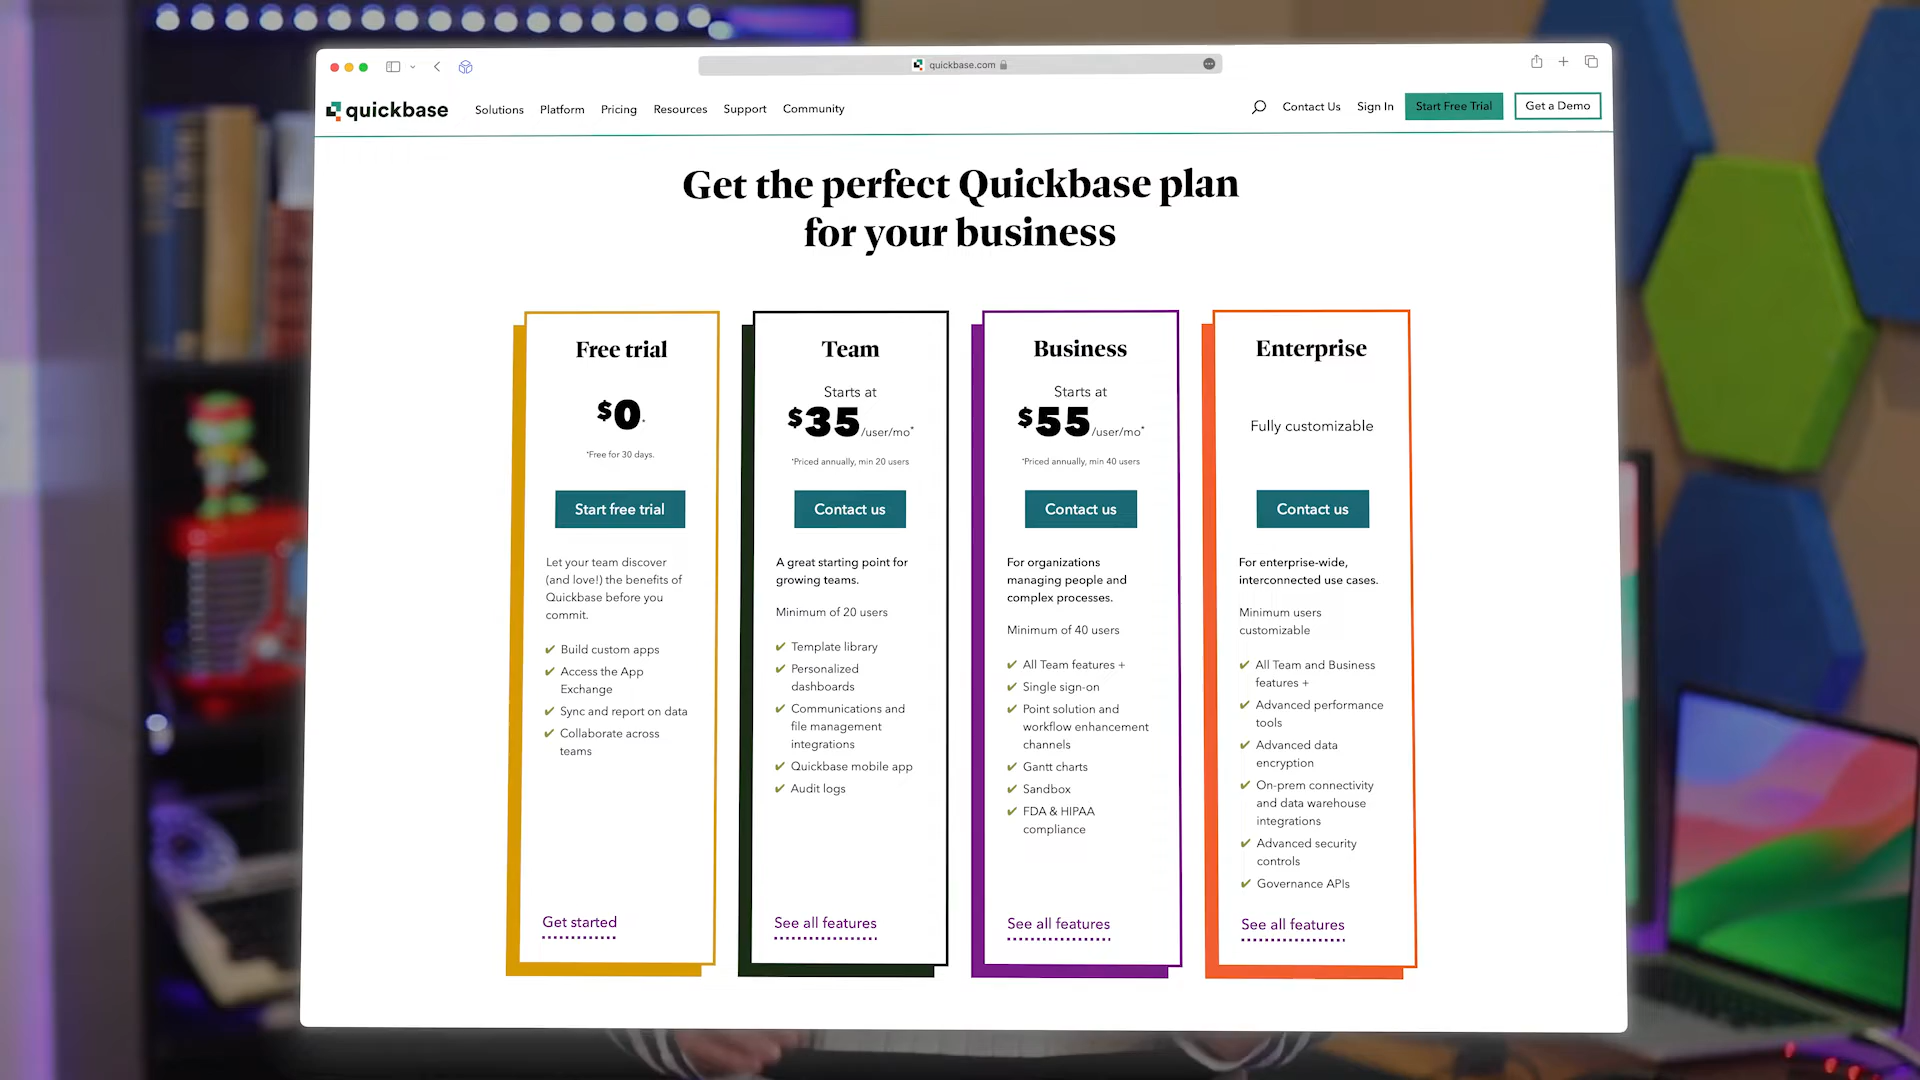 quickbase.com
quickbase
Solutions
Platform
Pricing
Resources
Support
Community
Contact Us
Sign In
Start Free Trial
Get a Demo
Get the perfect Quickbase plan
for your business
Free trial
$0*
*Free for 30 days.
Start free trial
Let your team discover
(and love!) the benefits of
Quickbase before you
commit.
✔ Build custom apps
✔ Access the App
Exchange
✔ Sync and report on data
✔ Collaborate across
teams
Get started
Team
Starts at
$35/user/mo*
*Priced annually, min 20 users
Contact us
A great starting point for
growing teams.
Minimum of 20 users
✔ Template library
✔ Personalized
dashboards
✔ Communications and
file management
integrations
✔ Quickbase mobile app
✔ Audit logs
See all features
Business
Starts at
$55/user/mo*
*Priced annually, min 40 users
Contact us
For organizations
managing people and
complex processes.
Minimum of 40 users
✔ All Team features +
✔ Single sign-on
✔ Point solution and
workflow enhancement
channels
✔ Gantt charts
✔ Sandbox
✔ FDA & HIPAA
compliance
See all features
Enterprise
Fully customizable
Contact us
For enterprise-wide,
interconnected use cases.
Minimum users
customizable
✔ All Team and Business
features +
✔ Advanced performance
tools
✔ Advanced data
encryption
✔ On-prem connectivity
and data warehouse
integrations
✔ Advanced security
controls
✔ Governance APIs
See all features